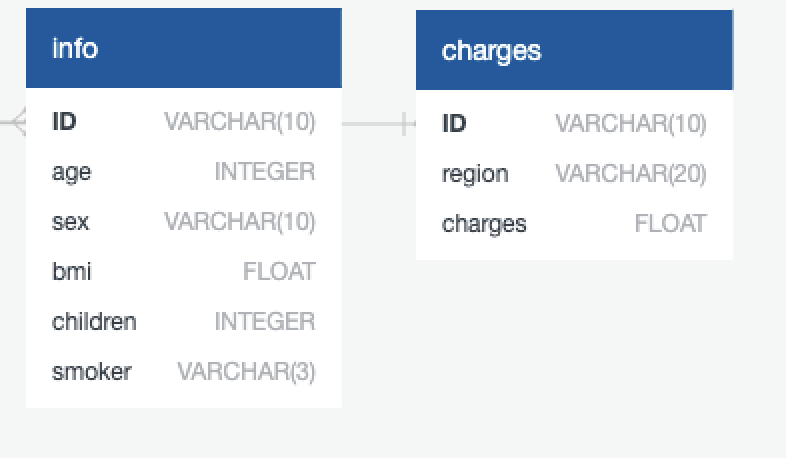 info
ID VARCHAR(10)
age INTEGER
sex VARCHAR(10)
bmi FLOAT
children INTEGER
smoker VARCHAR(3)
charges
ID VARCHAR(10)
region VARCHAR(20)
charges FLOAT